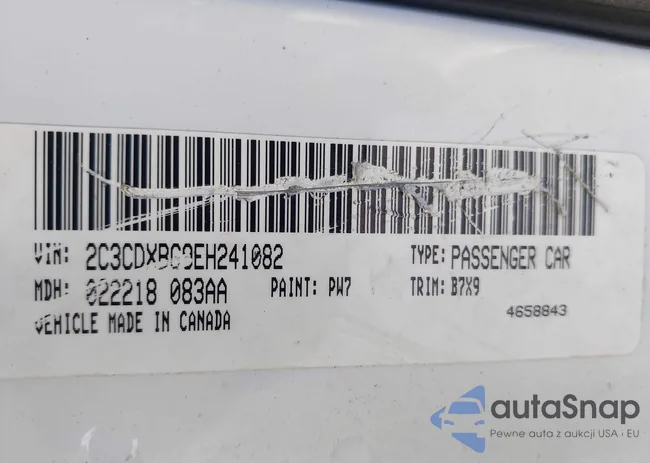 VIN: 2C3CDXBG9EH241082 TYPE: PASSENGER CAR
MDH: 022218 083AA PAINT: PW7 TRIM: B7X9
VEHICLE MADE IN CANADA 4658843
autaSnap
Pewne auta z aukcji USA i EU